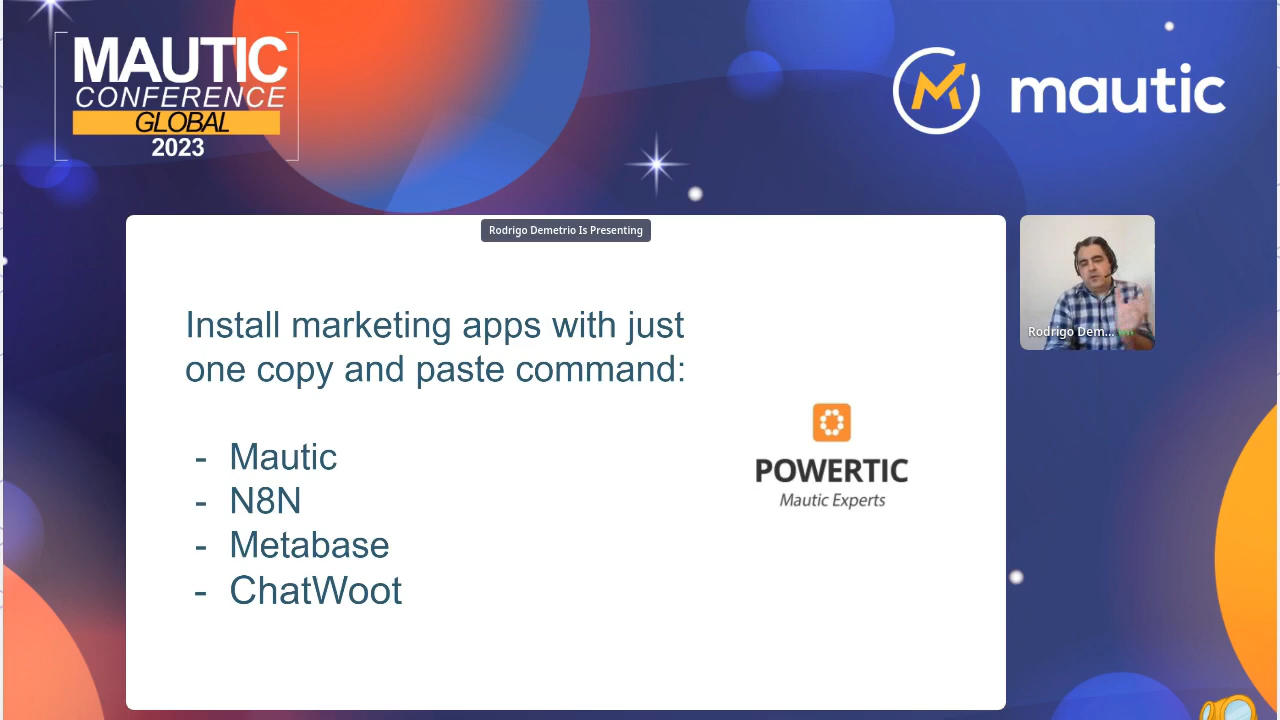 MAUTIC
CONFERENCE
GLOBAL
2023
mautic
Rodrigo Demetrio Is Presenting
Install marketing apps with just
one copy and paste command:
- Mautic
- N8N
- Metabase
- ChatWoot
POWERTIC
Mautic Experts
Rodrigo Dem...